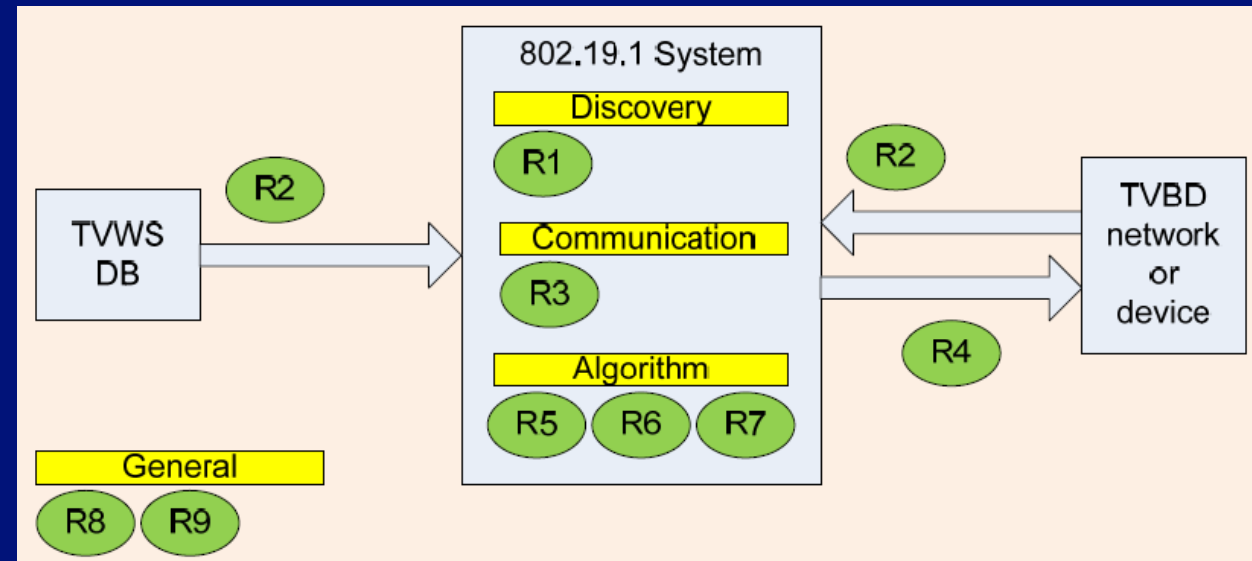 802.19.1 System
Discovery
R1
R2
R2
TVWS
DB
Communication
R3
TVBD
network
or
device
R4
Algorithm
R5 R6 R7
General
R8 R9